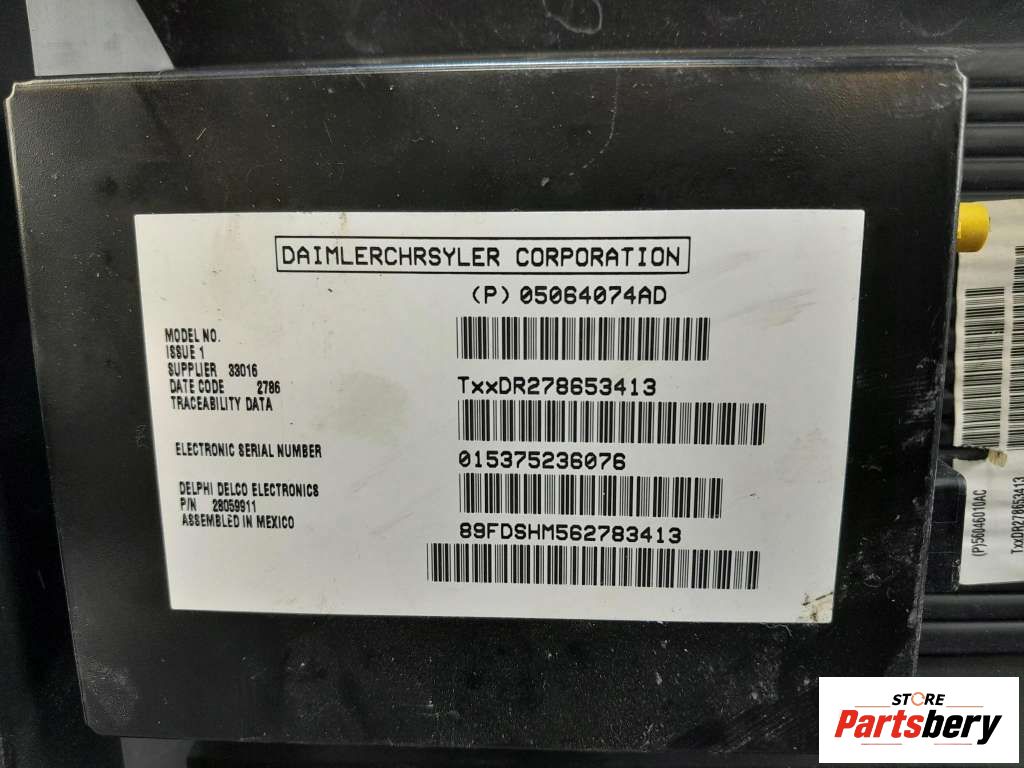 DAIMLERCHRSYLER CORPORATION
(P) 05064074AD
MODEL NO.
ISSUE 1
SUPPLIER 33016
DATE CODE 2786
TxxDR278653413
TRACEABILITY DATA
ELECTRONIC SERIAL NUMBER
015375236076
DELPHI DELCO ELECTRONICS
P/N 28059911
ASSEMBLED IN MEXICO
89FDSHM562783413
(P)56046010AC
TxxDR278653413
STORE
Partsbery